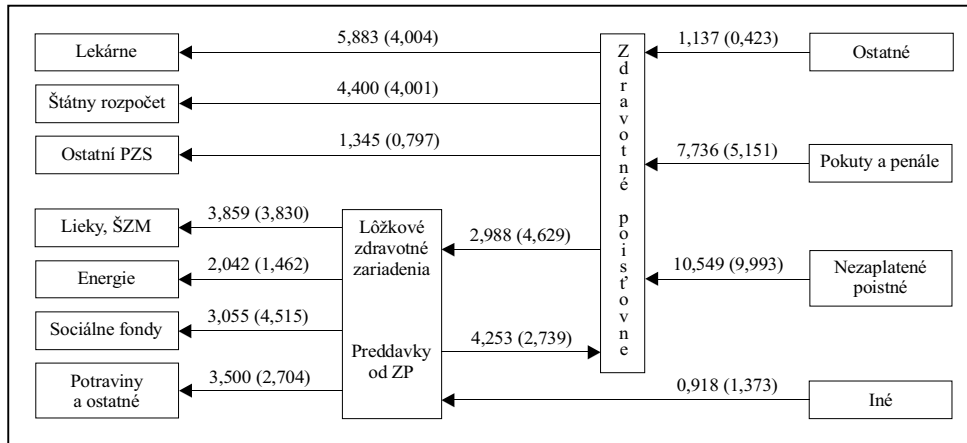 Lekárne
5,883 (4,004)
1,137 (0,423)
Ostatné
Štátny rozpočet
4,400 (4,001)
Ostatní PZS
1,345 (0,797)
Zdravotné poisťovne
7,736 (5,151)
Pokuty a penále
Lieky, ŠZM
3,859 (3,830)
Lôžkové
zdravotné
zariadenia
2,988 (4,629)
Energie
2,042 (1,462)
10,549 (9,993)
Nezaplatené
poistné
Sociálne fondy
3,055 (4,515)
Preddavky
od ZP
4,253 (2,739)
Potraviny
a ostatné
3,500 (2,704)
0,918 (1,373)
Iné